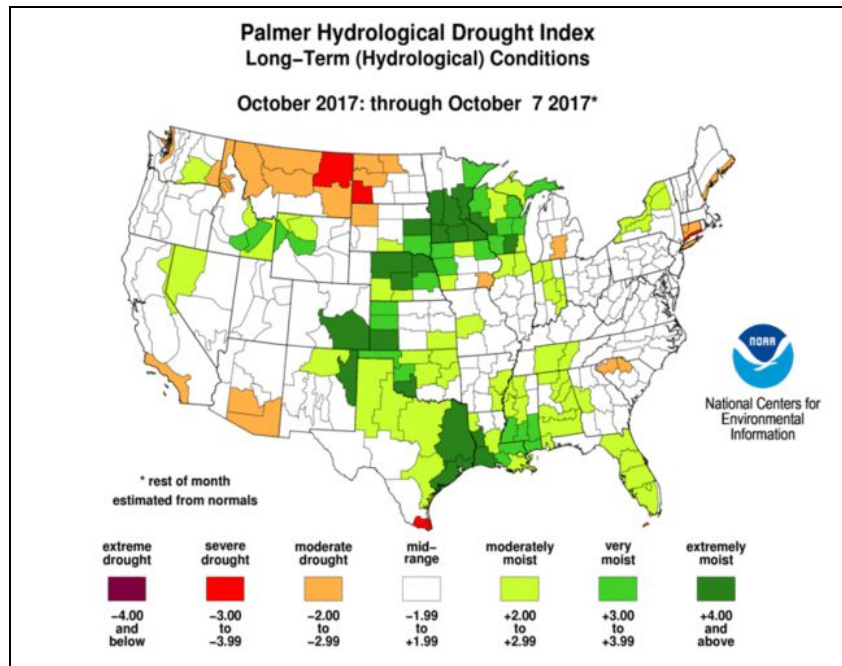 Palmer Hydrological Drought Index
Long-Term (Hydrological) Conditions
October 2017: through October 7 2017*
NOAA
National Centers for
Environmental
Information
* rest of month
estimated from normals
extreme drought
severe drought
moderate drought
mid-range
moderately moist
very moist
extremely moist
-4.00 and below
-3.00 to -3.99
-2.00 to -2.99
-1.99 to +1.99
+2.00 to +2.99
+3.00 to +3.99
+4.00 and above